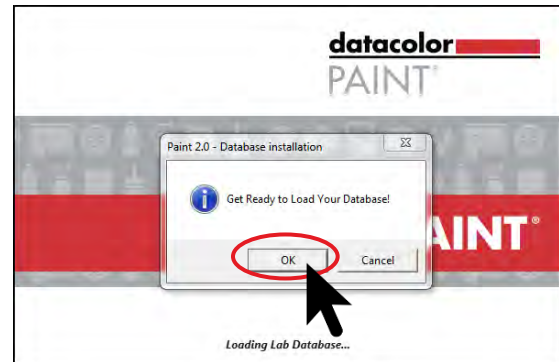 datacolor
PAINT®
Paint 2.0 - Database installation
Get Ready to Load Your Database!
AINT®
OK
Cancel
Loading Lab Database...